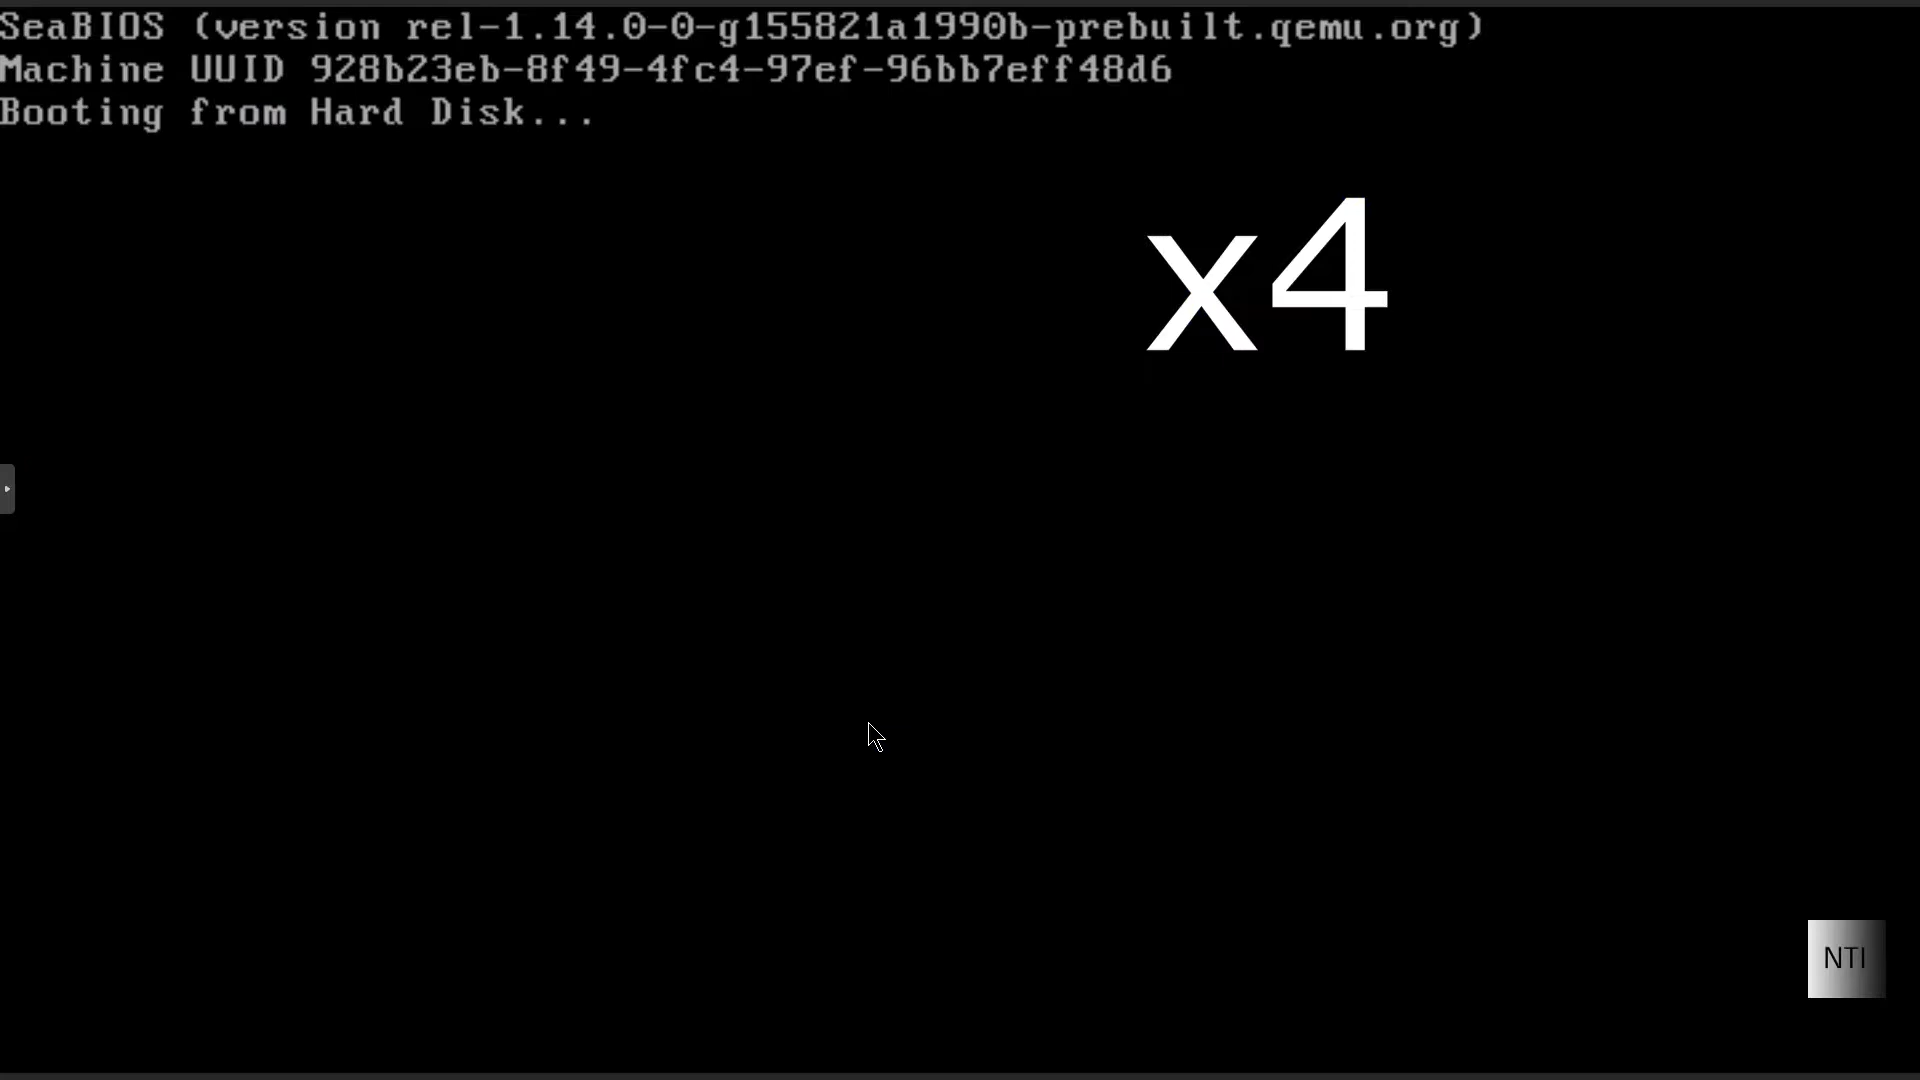 SeaBIOS (version rel-1.14.0-0-g155821a1990b-prebuilt.qemu.org)
Machine UUID 928b23eb-8f49-4fc4-97ef-96bb7eff48d6
Booting from Hard Disk...
x4
NTI